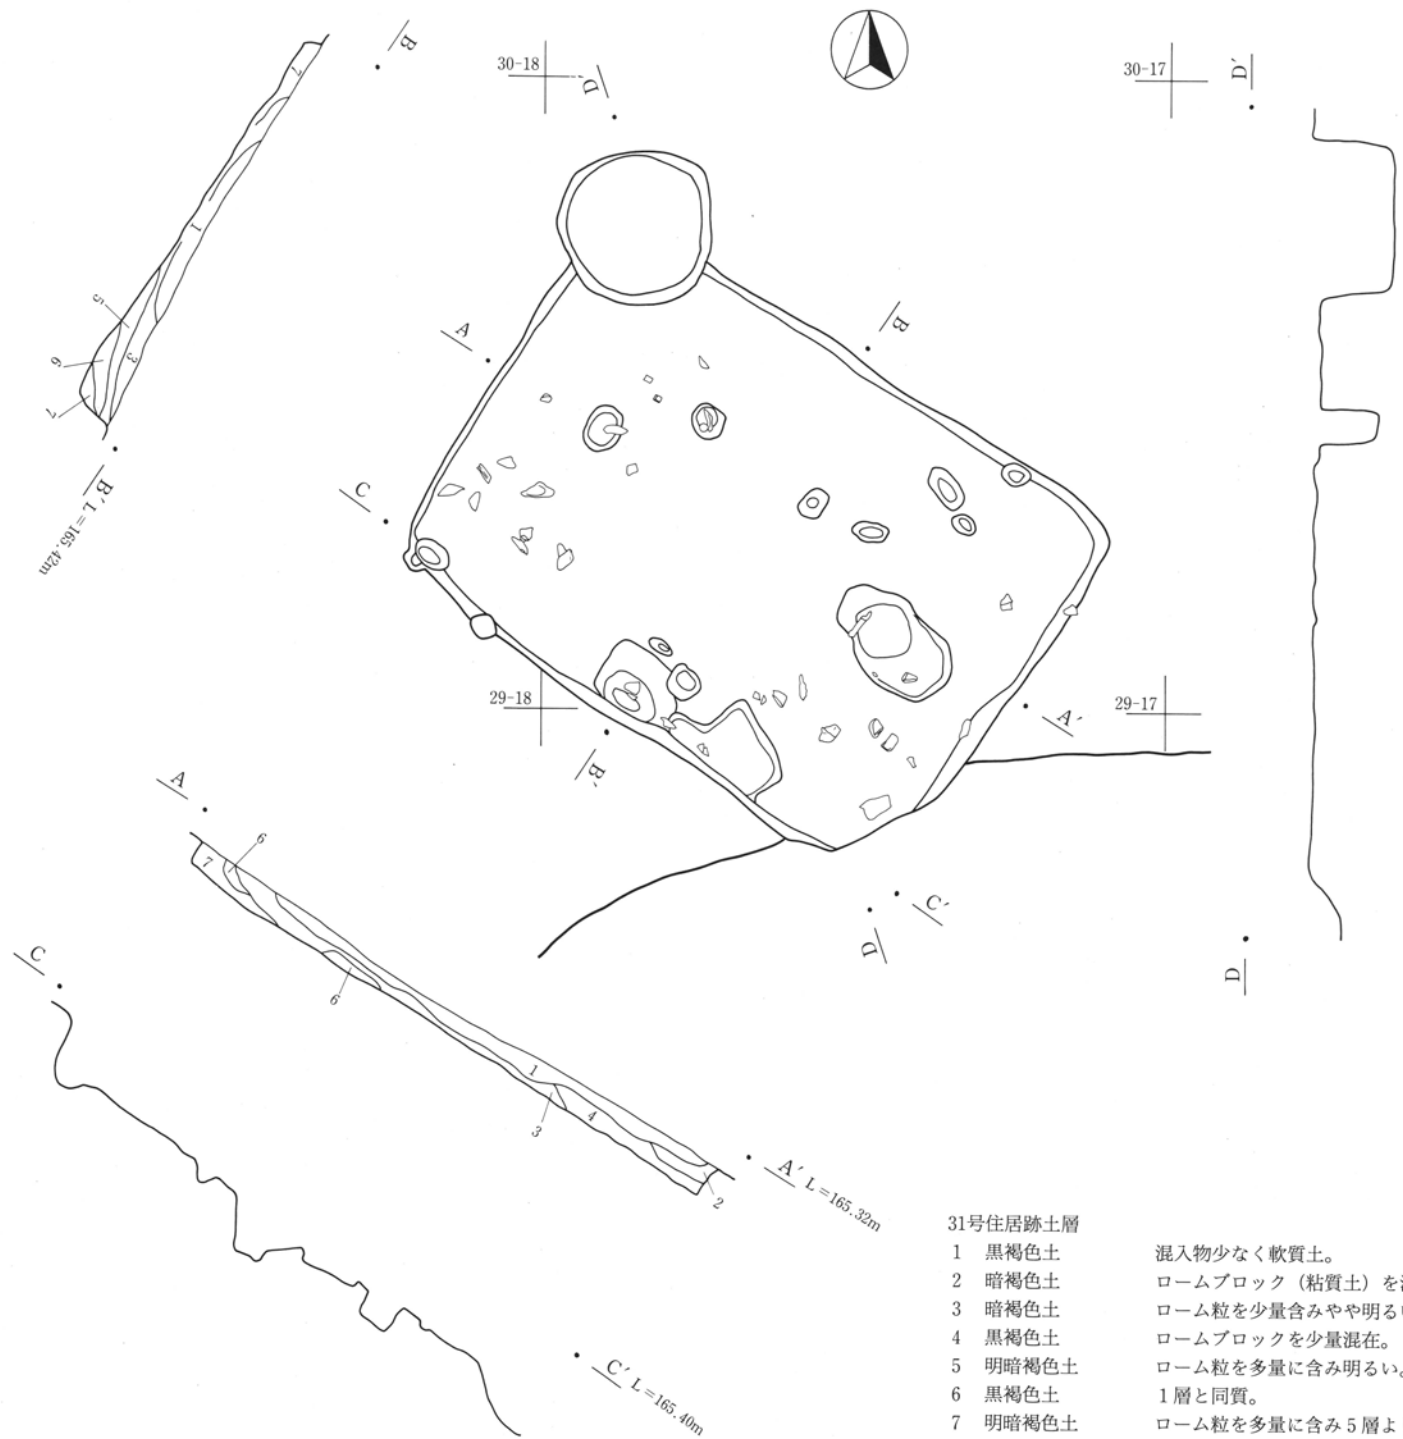 B
30-18
D'
30-17
D'
7
1
5
3
6
7
B' L=165.42m
A
B
C
29-18
B'
A'
29-17
A
6
7
C'
D
D
C
6
1
3
4
A' L=165.32m
2
C' L=165.40m
31号住居跡土層
1 黒褐色土 混入物少なく軟質土。
2 暗褐色土 ロームブロック（粘質土）を
3 暗褐色土 ローム粒を少量含みやや明る
4 黒褐色土 ロームブロックを少量混在。
5 明暗褐色土 ローム粒を多量に含み明るい。
6 黒褐色土 1層と同質。
7 明暗褐色土 ローム粒を多量に含み5層よ